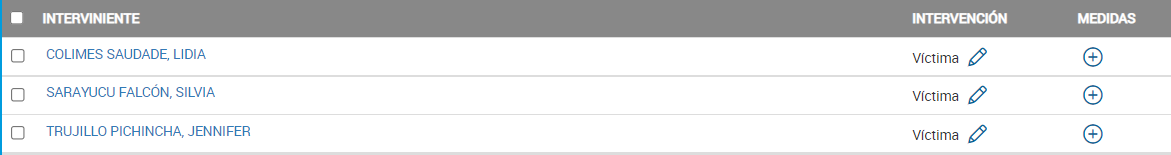 INTERVINIENTE INTERVENCIÓN MEDIDAS
COLIMES SAUDADE, LIDIA Víctima
SARAYUCU FALCÓN, SILVIA Víctima
TRUJILLO PICHINCHA, JENNIFER Víctima